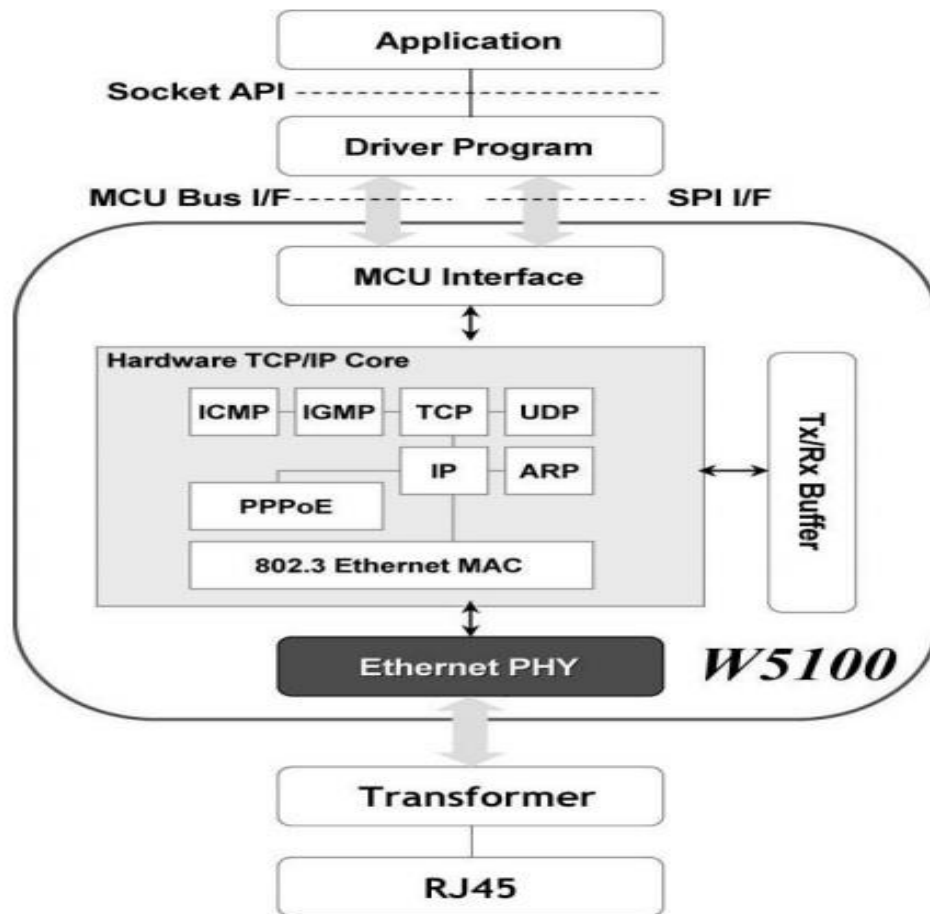 Application
Socket API
Driver Program
MCU Bus I/F
SPI I/F
MCU Interface
Hardware TCP/IP Core
ICMP IGMP TCP UDP
IP ARP
PPPoE
802.3 Ethernet MAC
Tx/Rx Buffer
Ethernet PHY
W5100
Transformer
RJ45